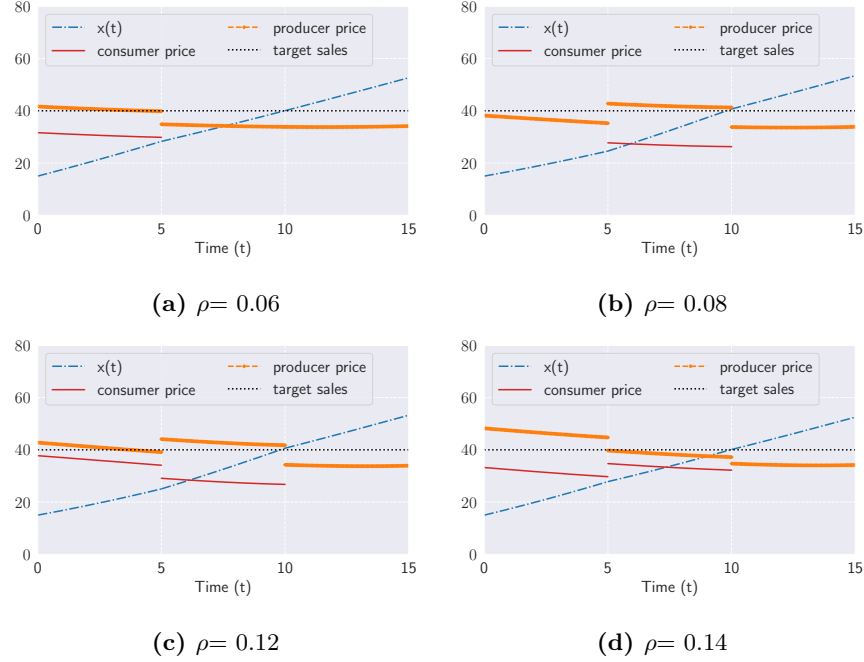 80
x(t)
producer price
consumer price
target sales
60
40
20
0
0
5
10
15
Time (t)
(a) ρ= 0.06
80
x(t)
producer price
consumer price
target sales
60
40
20
0
0
5
10
15
Time (t)
(b) ρ= 0.08
80
x(t)
producer price
consumer price
target sales
60
40
20
0
0
5
10
15
Time (t)
(c) ρ= 0.12
80
x(t)
producer price
consumer price
target sales
60
40
20
0
0
5
10
15
Time (t)
(d) ρ= 0.14